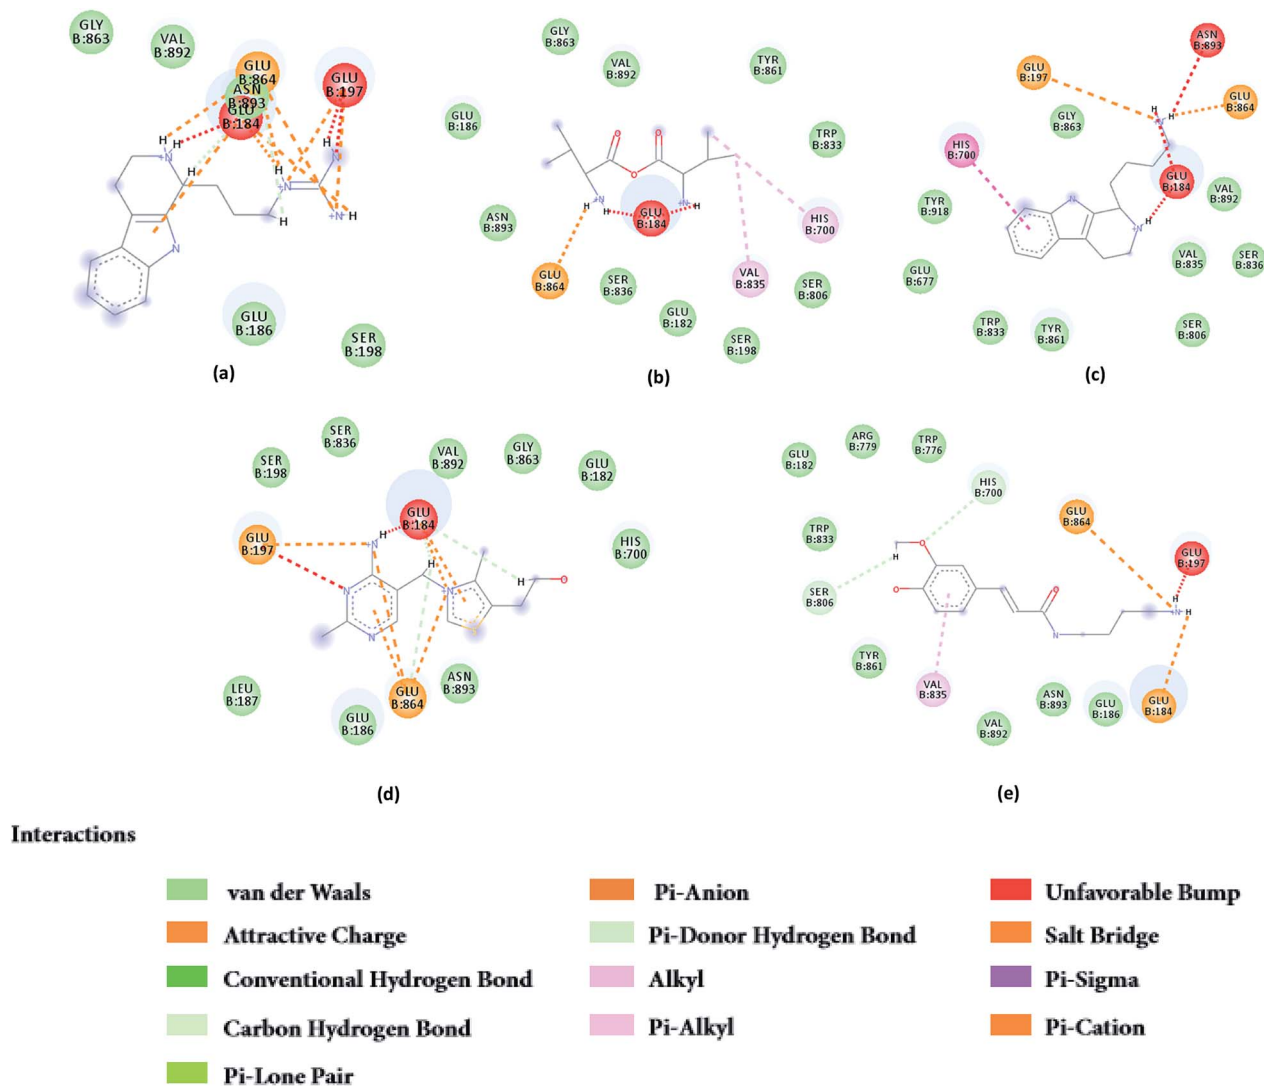 GLY
B:863
VAL
B:892
GLU
B:864
ASN
B:893
GLU
B:184
GLU
B:197
H
H
N
H
H
N
H
N
H
N
H
N
GLU
B:186
SER
B:198
(a)
GLY
B:863
VAL
B:892
TYR
B:861
GLU
B:186
TRP
B:833
O
O
O
N
H
H
N
H
GLU
B:184
ASN
B:893
HIS
B:700
GLU
B:864
SER
B:836
VAL
B:835
SER
B:806
GLU
B:182
SER
B:198
(b)
ASN
B:893
GLU
B:197
GLU
B:864
H
N
H
GLY
B:863
HIS
B:700
GLU
B:184
VAL
B:892
TYR
B:918
N
H
N
VAL
B:835
SER
B:836
GLU
B:677
TRP
B:833
TYR
B:861
SER
B:806
(c)
SER
B:836
SER
B:198
VAL
B:892
GLY
B:863
GLU
B:182
GLU
B:184
GLU
B:197
H
N
HIS
B:700
H
H
O
N
N
N
S
LEU
B:187
GLU
B:186
GLU
B:864
ASN
B:893
(d)
GLU
B:182
ARG
B:779
TRP
B:776
HIS
B:700
GLU
B:864
TRP
B:833
O
H
GLU
B:197
SER
B:806
O
O
H
N
H
N
TYR
B:861
VAL
B:835
VAL
B:892
ASN
B:893
GLU
B:186
GLU
B:184
(e)
Interactions
van der Waals
Attractive Charge
Conventional Hydrogen Bond
Carbon Hydrogen Bond
Pi-Lone Pair
Pi-Anion
Pi-Donor Hydrogen Bond
Alkyl
Pi-Alkyl
Unfavorable Bump
Salt Bridge
Pi-Sigma
Pi-Cation